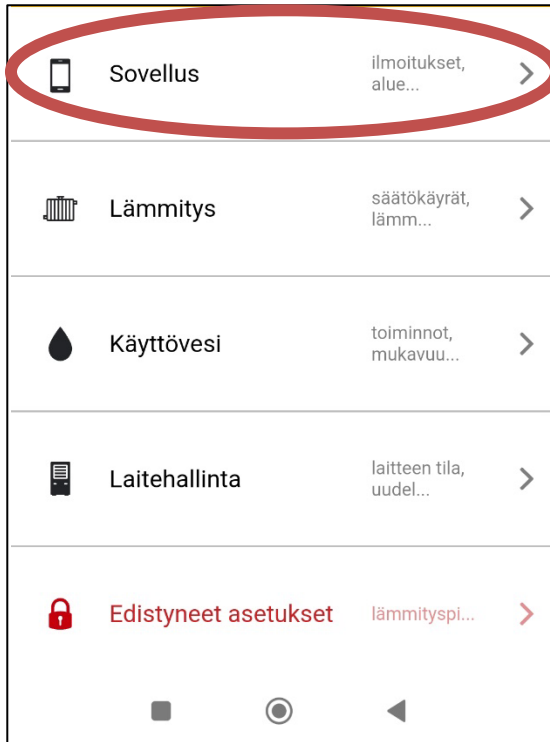 Sovellus
ilmoitukset,
alue...
Lämmitys
säätökäyrät,
lämm...
Käyttövesi
toiminnot,
mukavuu...
Laitehallinta
laitteen tila,
uudel...
Edistyneet asetukset
lämmityspi...